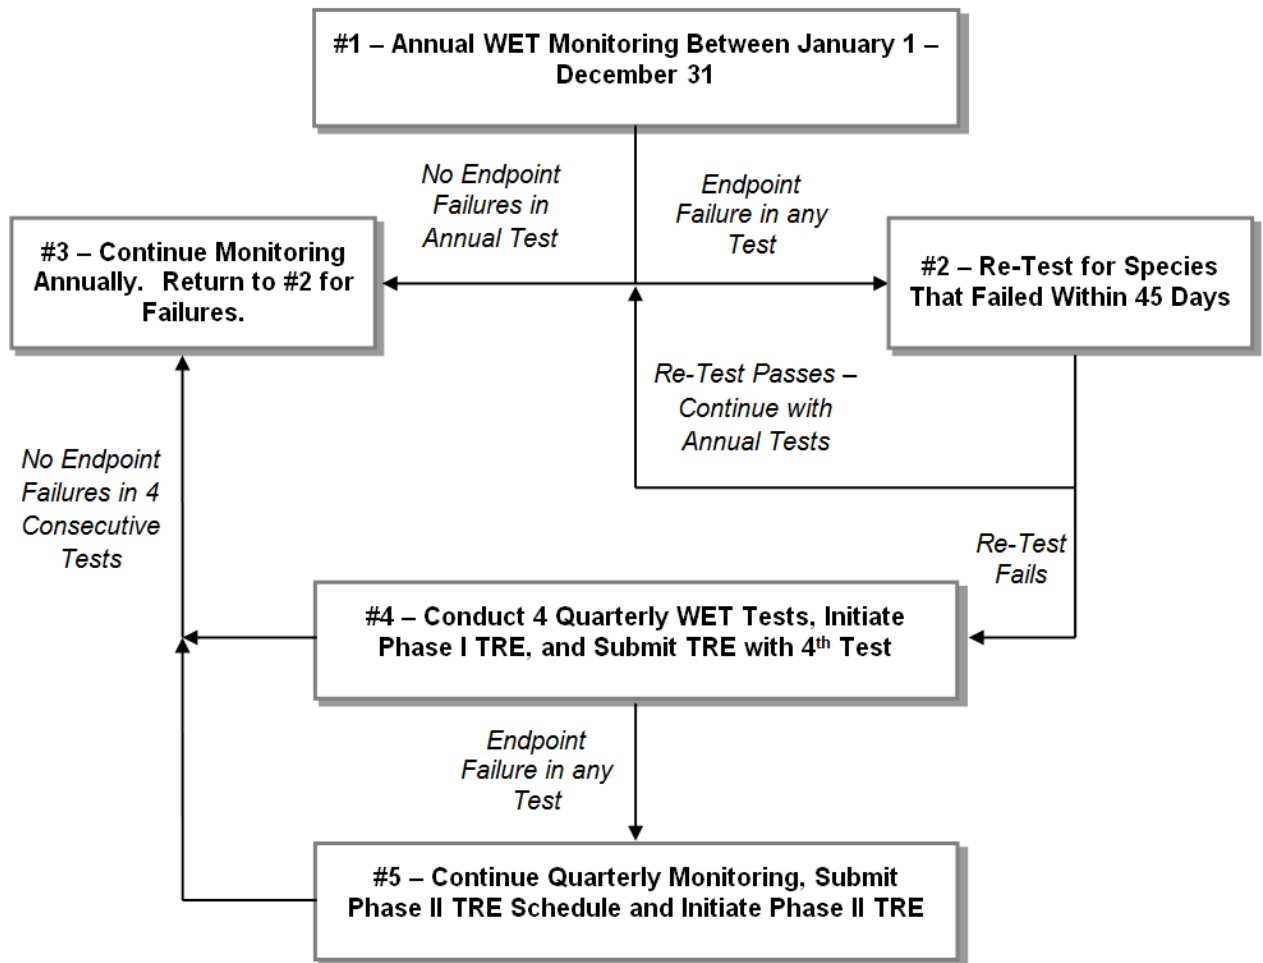 #1 – Annual WET Monitoring Between January 1 –
December 31
No Endpoint
Failures in
Annual Test
Endpoint
Failure in any
Test
#3 – Continue Monitoring
Annually.  Return to #2 for
Failures.
#2 – Re-Test for Species
That Failed Within 45 Days
Re-Test Passes –
Continue with
Annual Tests
No Endpoint
Failures in 4
Consecutive
Tests
Re-Test
Fails
#4 – Conduct 4 Quarterly WET Tests, Initiate
Phase I TRE, and Submit TRE with 4th Test
Endpoint
Failure in any
Test
#5 – Continue Quarterly Monitoring, Submit
Phase II TRE Schedule and Initiate Phase II TRE